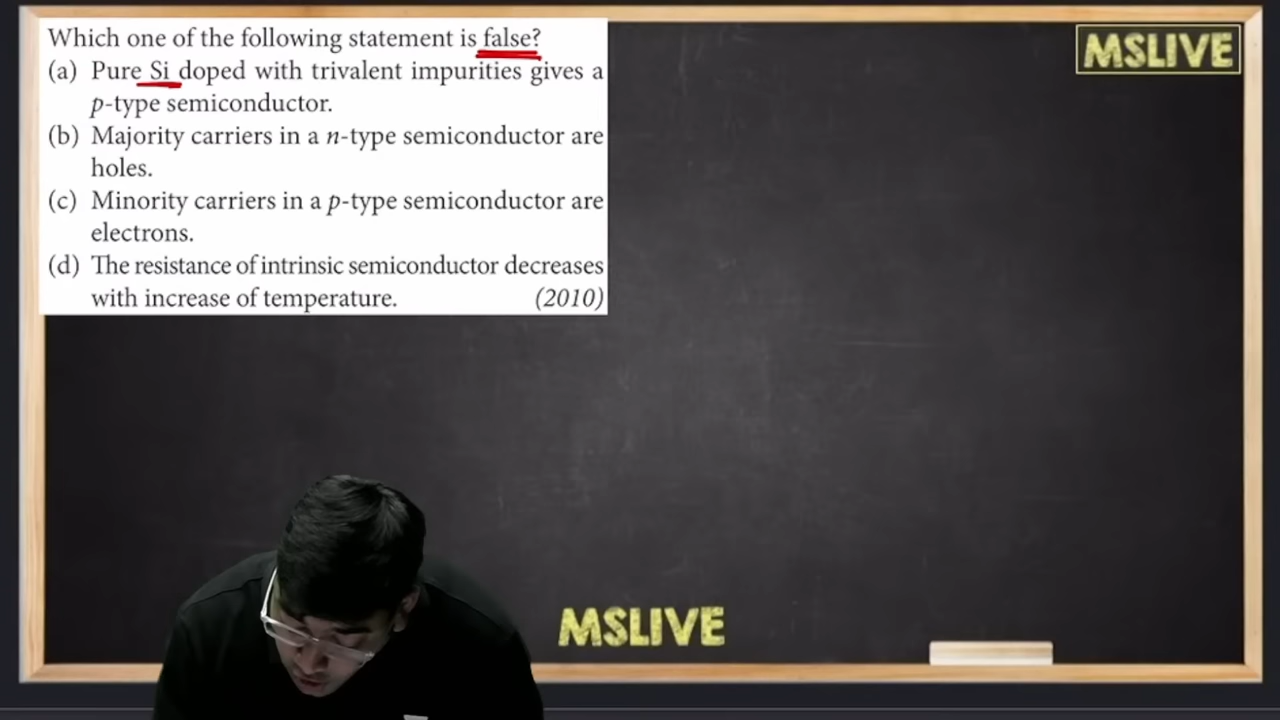 Which one of the following statement is false?
(a) Pure Si doped with trivalent impurities gives a
p-type semiconductor.
(b) Majority carriers in a n-type semiconductor are
holes.
(c) Minority carriers in a p-type semiconductor are
electrons.
(d) The resistance of intrinsic semiconductor decreases
with increase of temperature. (2010)
MSLIVE
MSLIVE